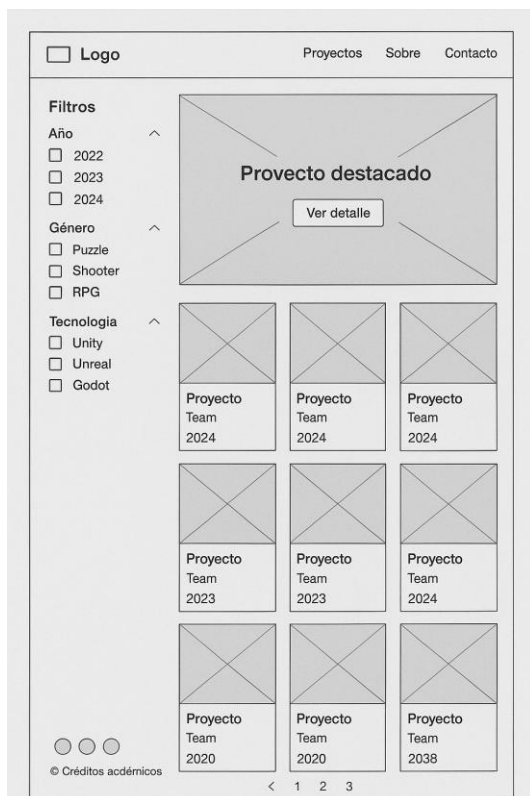 Logo
Proyectos Sobre Contacto
Filtros
Año
2022
2023
2024
Género
Puzzle
Shooter
RPG
Tecnologia
Unity
Unreal
Godot
Provecto destacado
Ver detalle
Proyecto
Team
2024
Proyecto
Team
2024
Proyecto
Team
2024
Proyecto
Team
2023
Proyecto
Team
2023
Proyecto
Team
2024
Proyecto
Team
2020
Proyecto
Team
2020
Proyecto
Team
2038
© Créditos acdérnicos
< 1 2 3